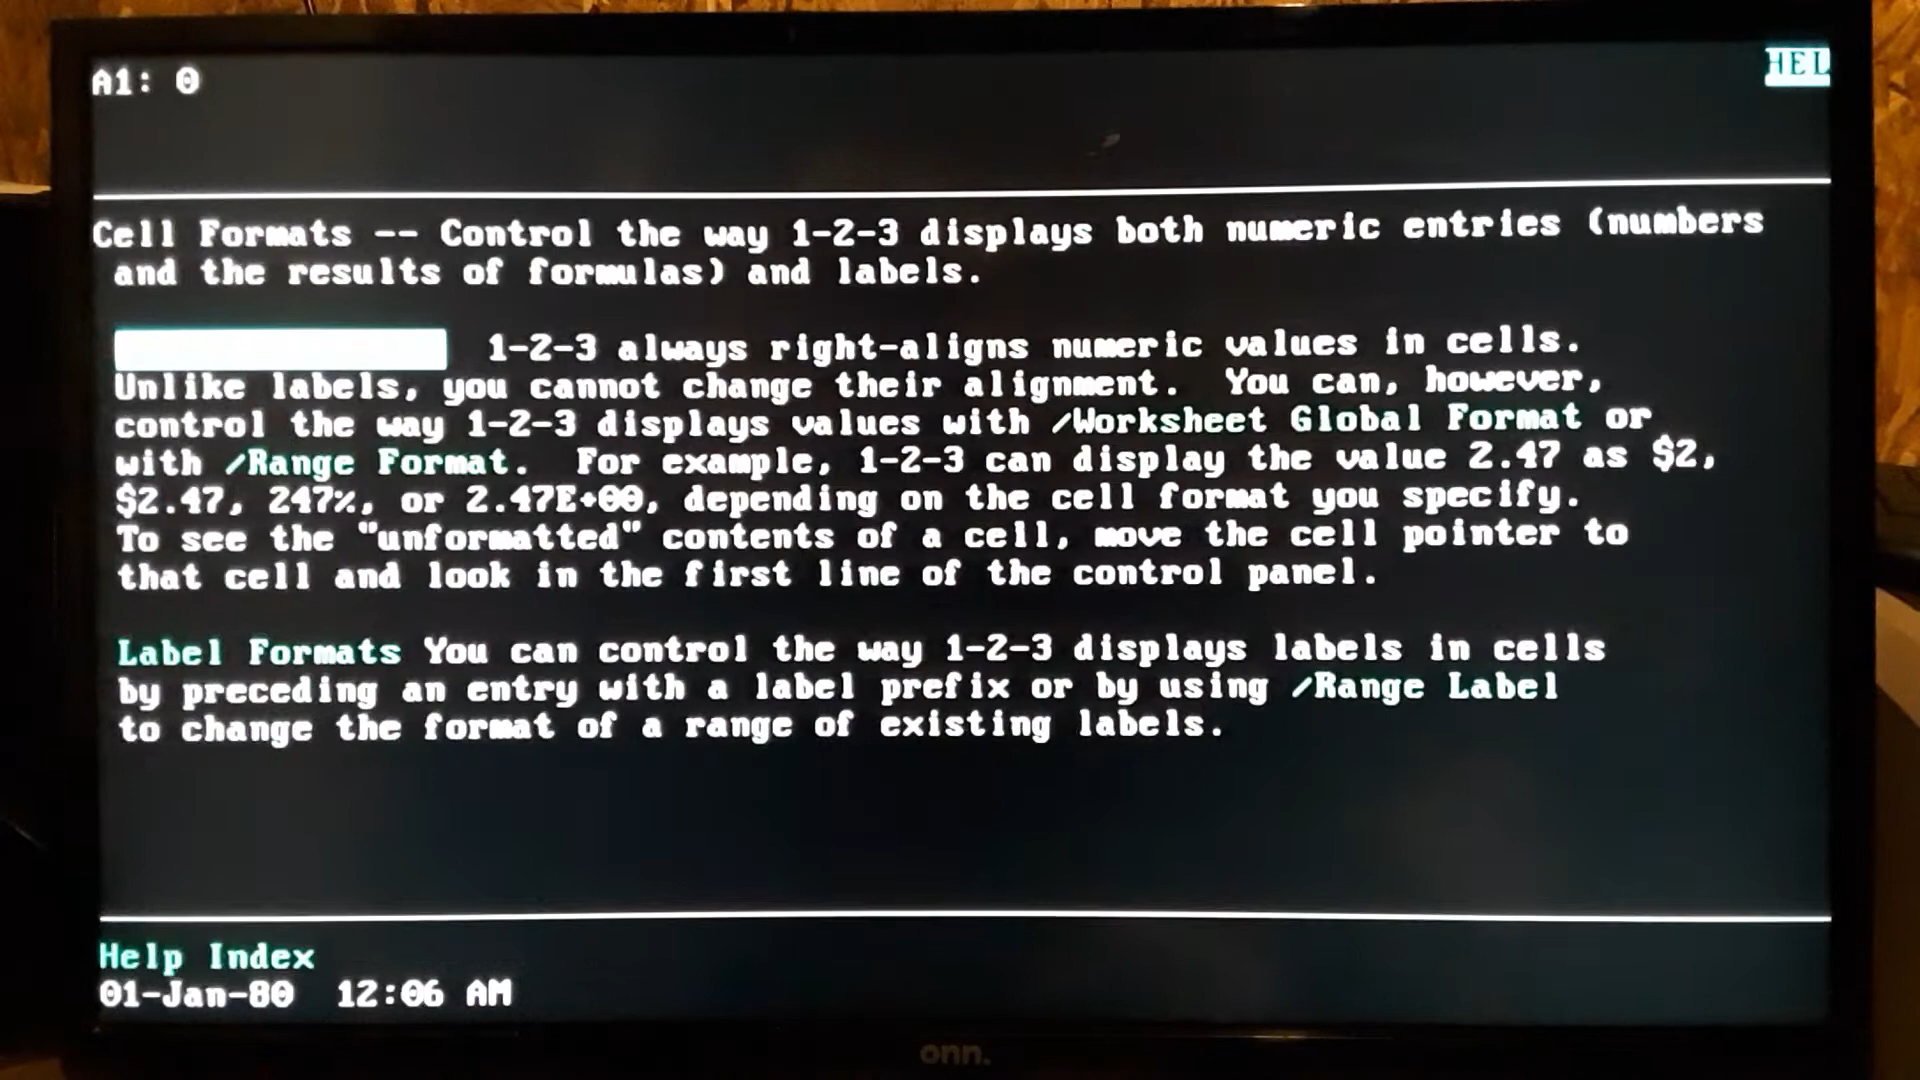 A1: 0
HEL
Cell Formats -- Control the way 1-2-3 displays both numeric entries (numbers
and the results of formulas) and labels.
1-2-3 always right-aligns numeric values in cells.
Unlike labels, you cannot change their alignment. You can, however,
control the way 1-2-3 displays values with /Worksheet Global Format or
with /Range Format. For example, 1-2-3 can display the value 2.47 as $2,
$2.47, 247%, or 2.47E+00, depending on the cell format you specify.
To see the "unformatted" contents of a cell, move the cell pointer to
that cell and look in the first line of the control panel.
Label Formats You can control the way 1-2-3 displays labels in cells
by preceding an entry with a label prefix or by using /Range Label
to change the format of a range of existing labels.
Help Index
01-Jan-80 12:06 AM
onn.